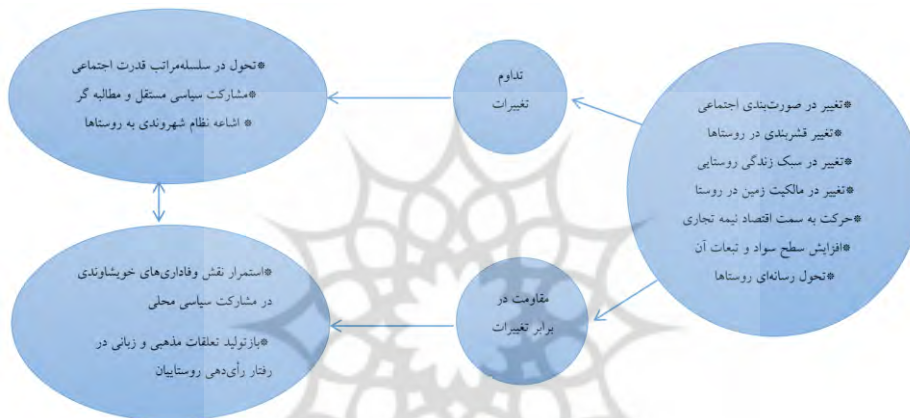 *تغییر در صورت‌بندی اجتماعی
*تغییر قشربندی در روستاها
*تغییر در سبک زندگی روستایی
*تغییر در مالکیت زمین در روستا
*حرکت به سمت اقتصاد نیمه تجاری
*افزایش سطح سواد و تبعات آن
*تحول رسانه‌ای روستاها
تداوم
تغییرات
مقاومت در
برابر تغییرات
*تحول در سلسله‌مراتب قدرت اجتماعی
*مشارکت سیاسی مستقل و مطالبه گر
* اشاعه نظام شهروندی به روستاها
*استمرار نقش وفاداری‌های خویشاوندی
در مشارکت سیاسی محلی
*بازتولید تعلقات مذهبی و زبانی در
رفتار رأی‌دهی روستاییان